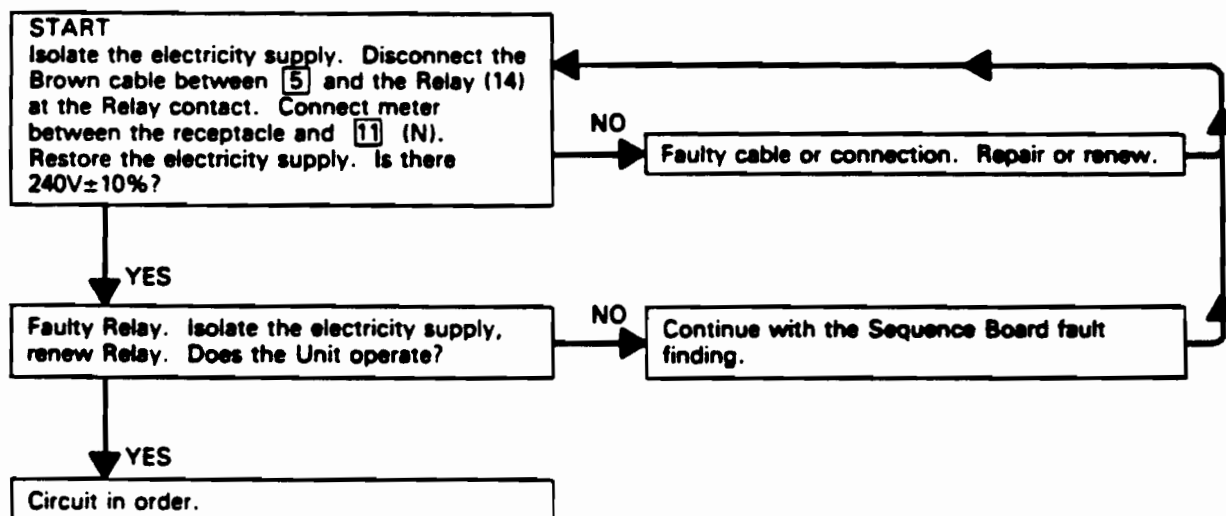 START
Isolate the electricity supply. Disconnect the
Brown cable between 5 and the Relay (14)
at the Relay contact. Connect meter
between the receptacle and 11 (N).
Restore the electricity supply. Is there
240V±10%?
NO
Faulty cable or connection. Repair or renew.
YES
Faulty Relay. Isolate the electricity supply,
renew Relay. Does the Unit operate?
NO
Continue with the Sequence Board fault
finding.
YES
Circuit in order.